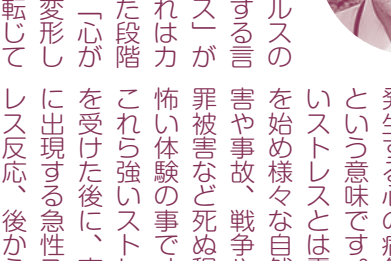 ルスの
する言
ス」が
れはカ
た段階
「心が
変形し
転じて
発生する心の病
という意味です。
いストレスとは
を始め様々な自然
害や事故、戦争や
罪被害など死ぬ程
怖い体験の事で
これら強いスト
を受けた後に、
に出現する急性
レス反応、後から